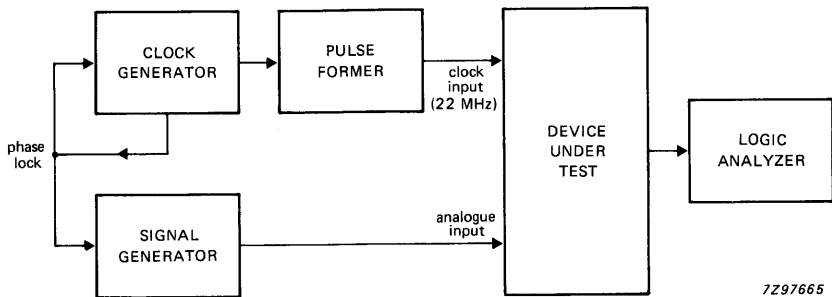 CLOCK
GENERATOR
PULSE
FORMER
clock
input
(22 MHz)
DEVICE
UNDER
TEST
LOGIC
ANALYZER
phase
lock
SIGNAL
GENERATOR
analogue
input
7Z97665